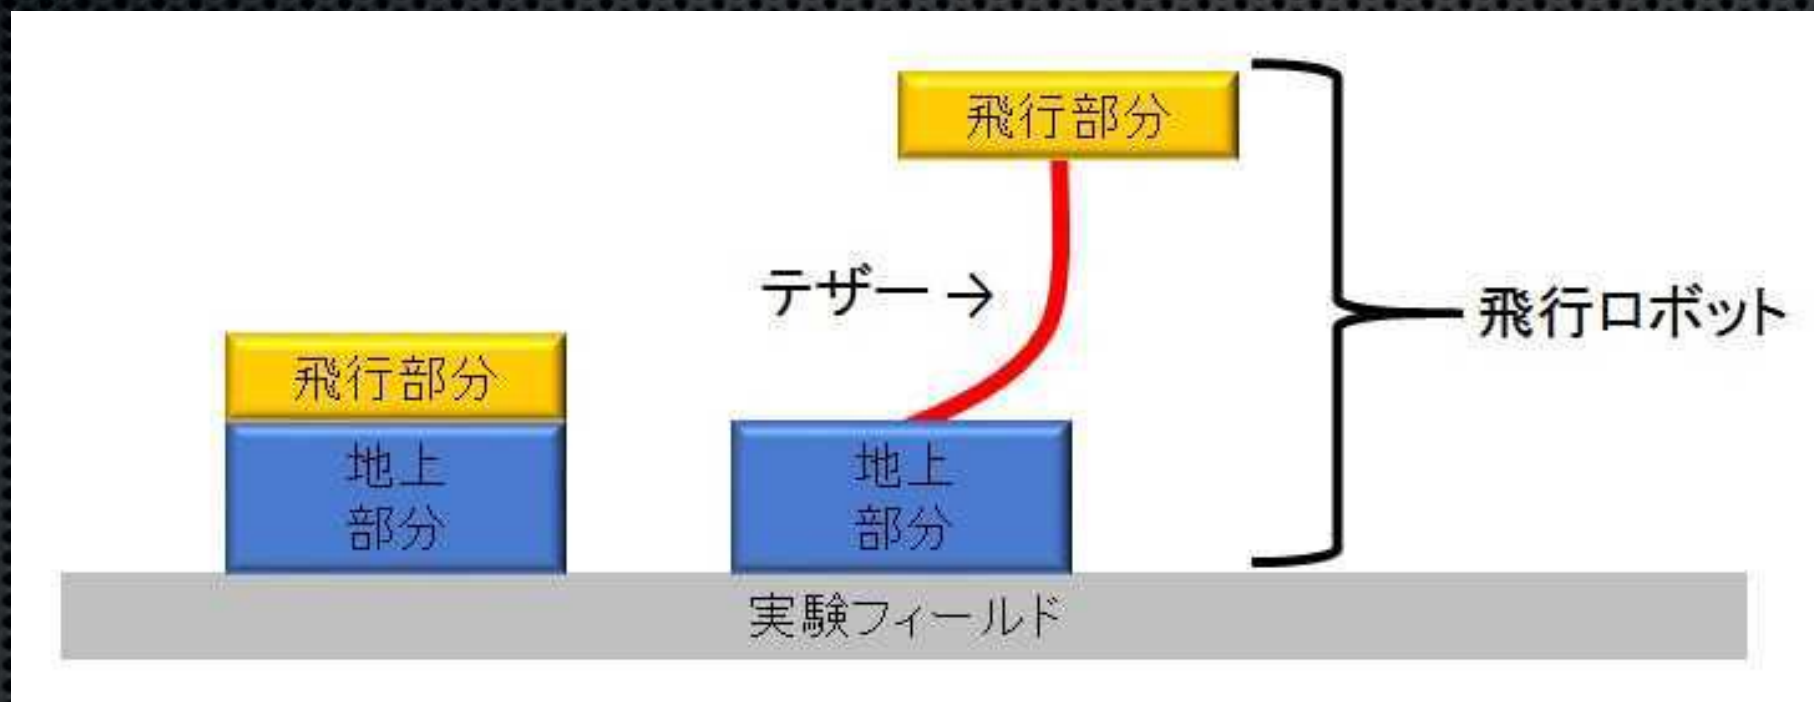 飛行部分
テザー →
飛行ロボット
飛行部分
地上
部分
地上
部分
実験フィールド